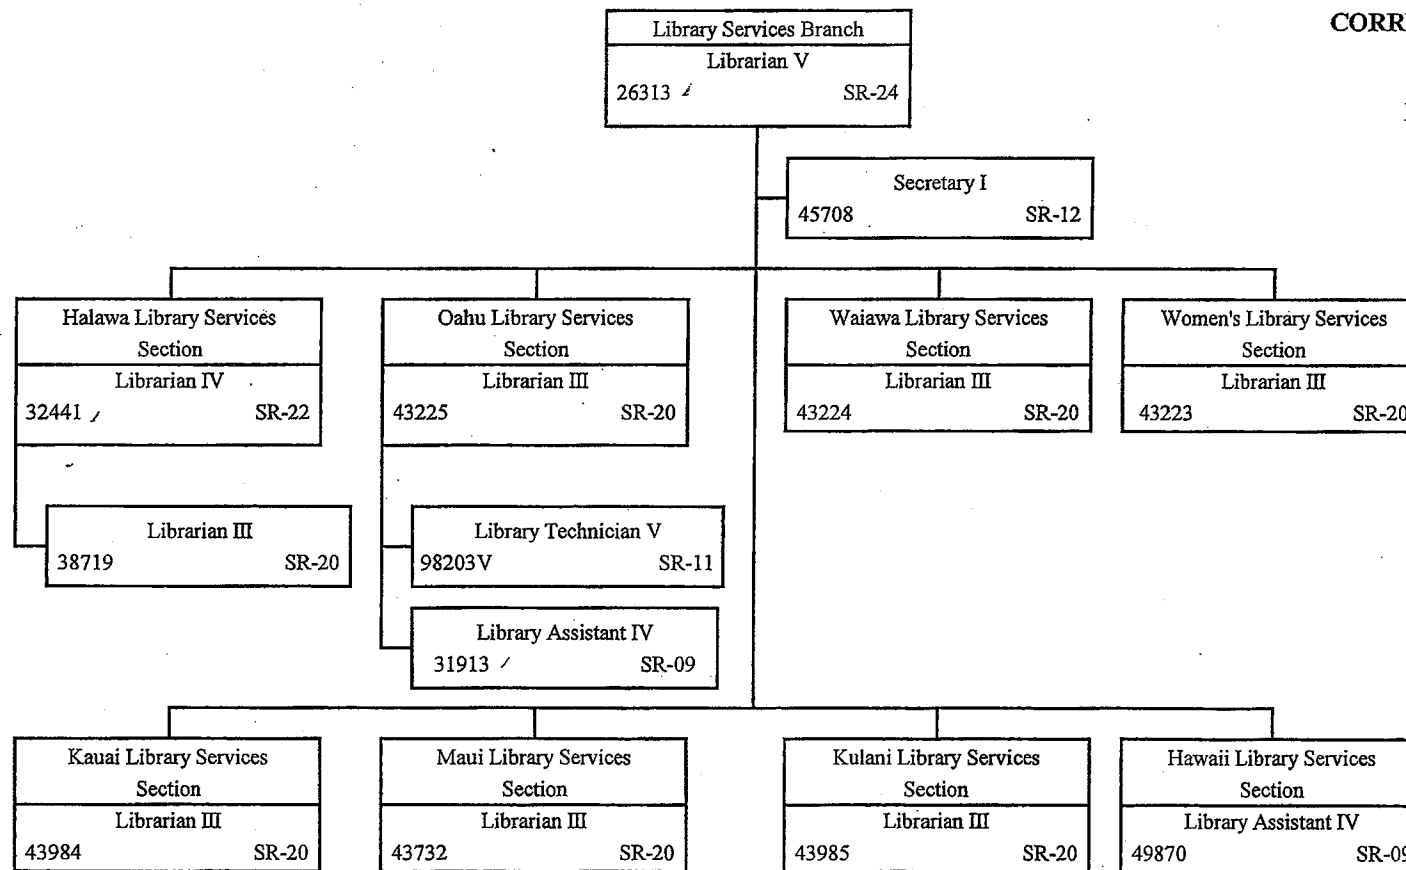 CORR
Library Services Branch
Librarian V
26313 SR-24
Secretary I
45708 SR-12
Halawa Library Services
Section
Librarian IV
32441 SR-22
Oahu Library Services
Section
Librarian III
43225 SR-20
Waiawa Library Services
Section
Librarian III
43224 SR-20
Women's Library Services
Section
Librarian III
43223 SR-20
Librarian III
38719 SR-20
Library Technician V
98203V SR-11
Library Assistant IV
31913 SR-09
Kauai Library Services
Section
Librarian III
43984 SR-20
Maui Library Services
Section
Librarian III
43732 SR-20
Kulani Library Services
Section
Librarian III
43985 SR-20
Hawaii Library Services
Section
Library Assistant IV
49870 SR-09